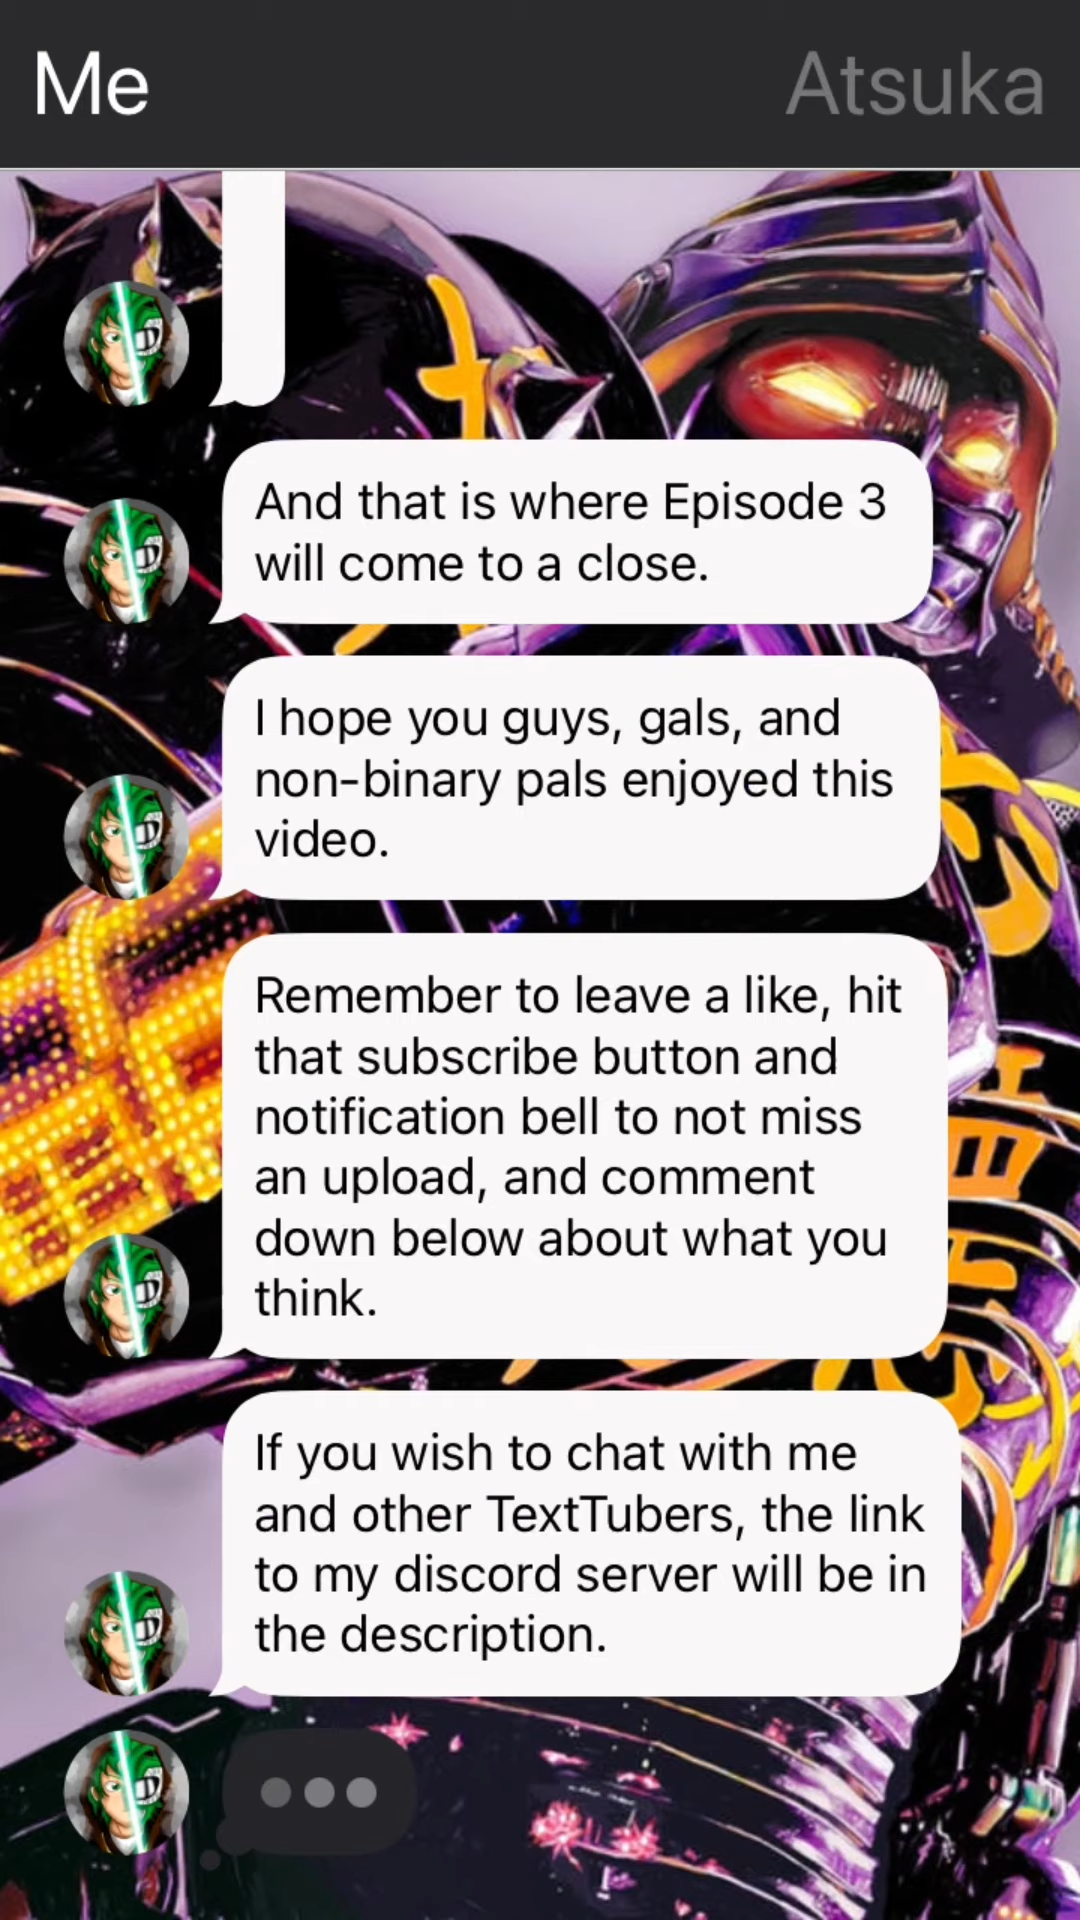 Me
Atsuka
And that is where Episode 3
will come to a close.
I hope you guys, gals, and
non-binary pals enjoyed this
video.
Remember to leave a like, hit
that subscribe button and
notification bell to not miss
an upload, and comment
down below about what you
think.
If you wish to chat with me
and other TextTubers, the link
to my discord server will be in
the description.